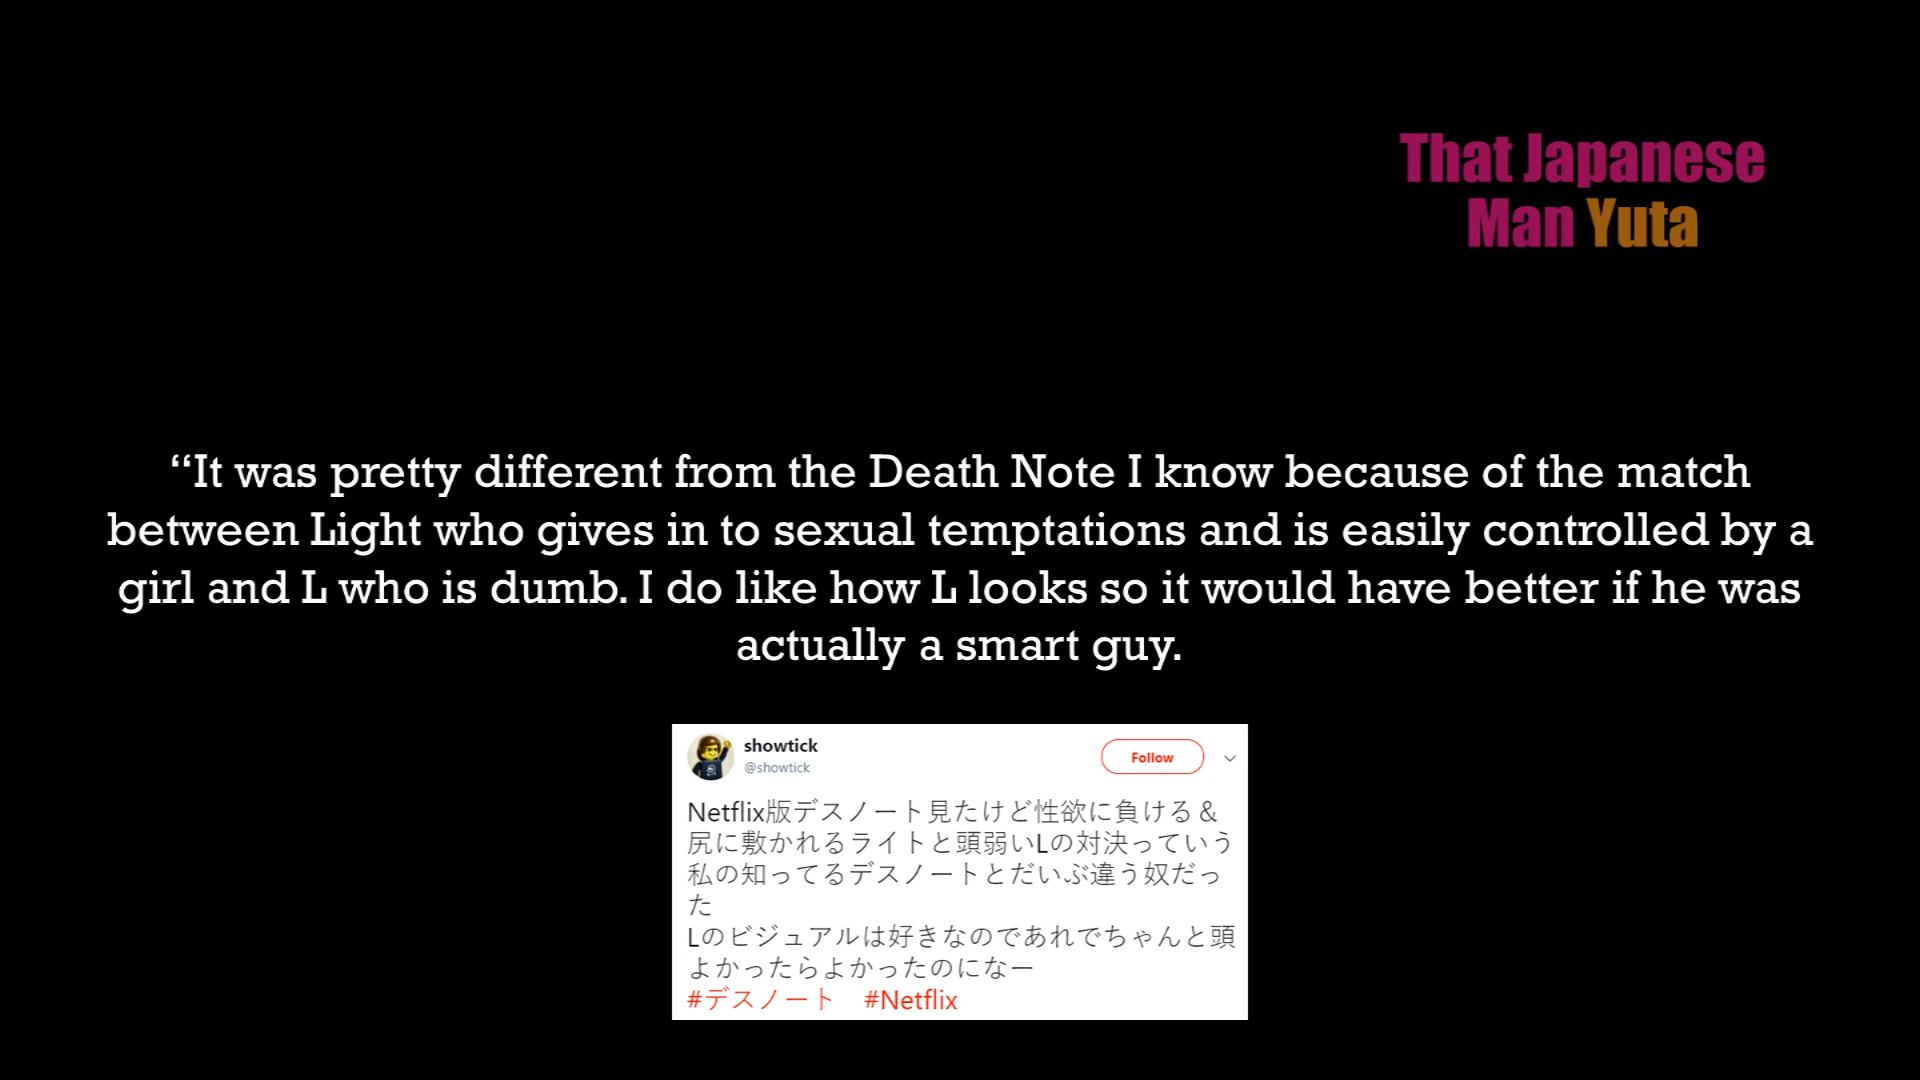 That Japanese
Man Yuta
“It was pretty different from the Death Note I know because of the match
between Light who gives in to sexual temptations and is easily controlled by a
girl and L who is dumb. I do like how L looks so it would have better if he was
actually a smart guy.
showtick
@showtick
Follow
Netflix版デスノート見たけど性欲に負ける＆
尻に敷かれるライトと頭弱いLの対決っていう
私の知ってるデスノートとだいぶ違う奴だっ
た
Lのビジュアルは好きなのであれでちゃんと頭
よかったらよかったのになー
#デスノート #Netflix